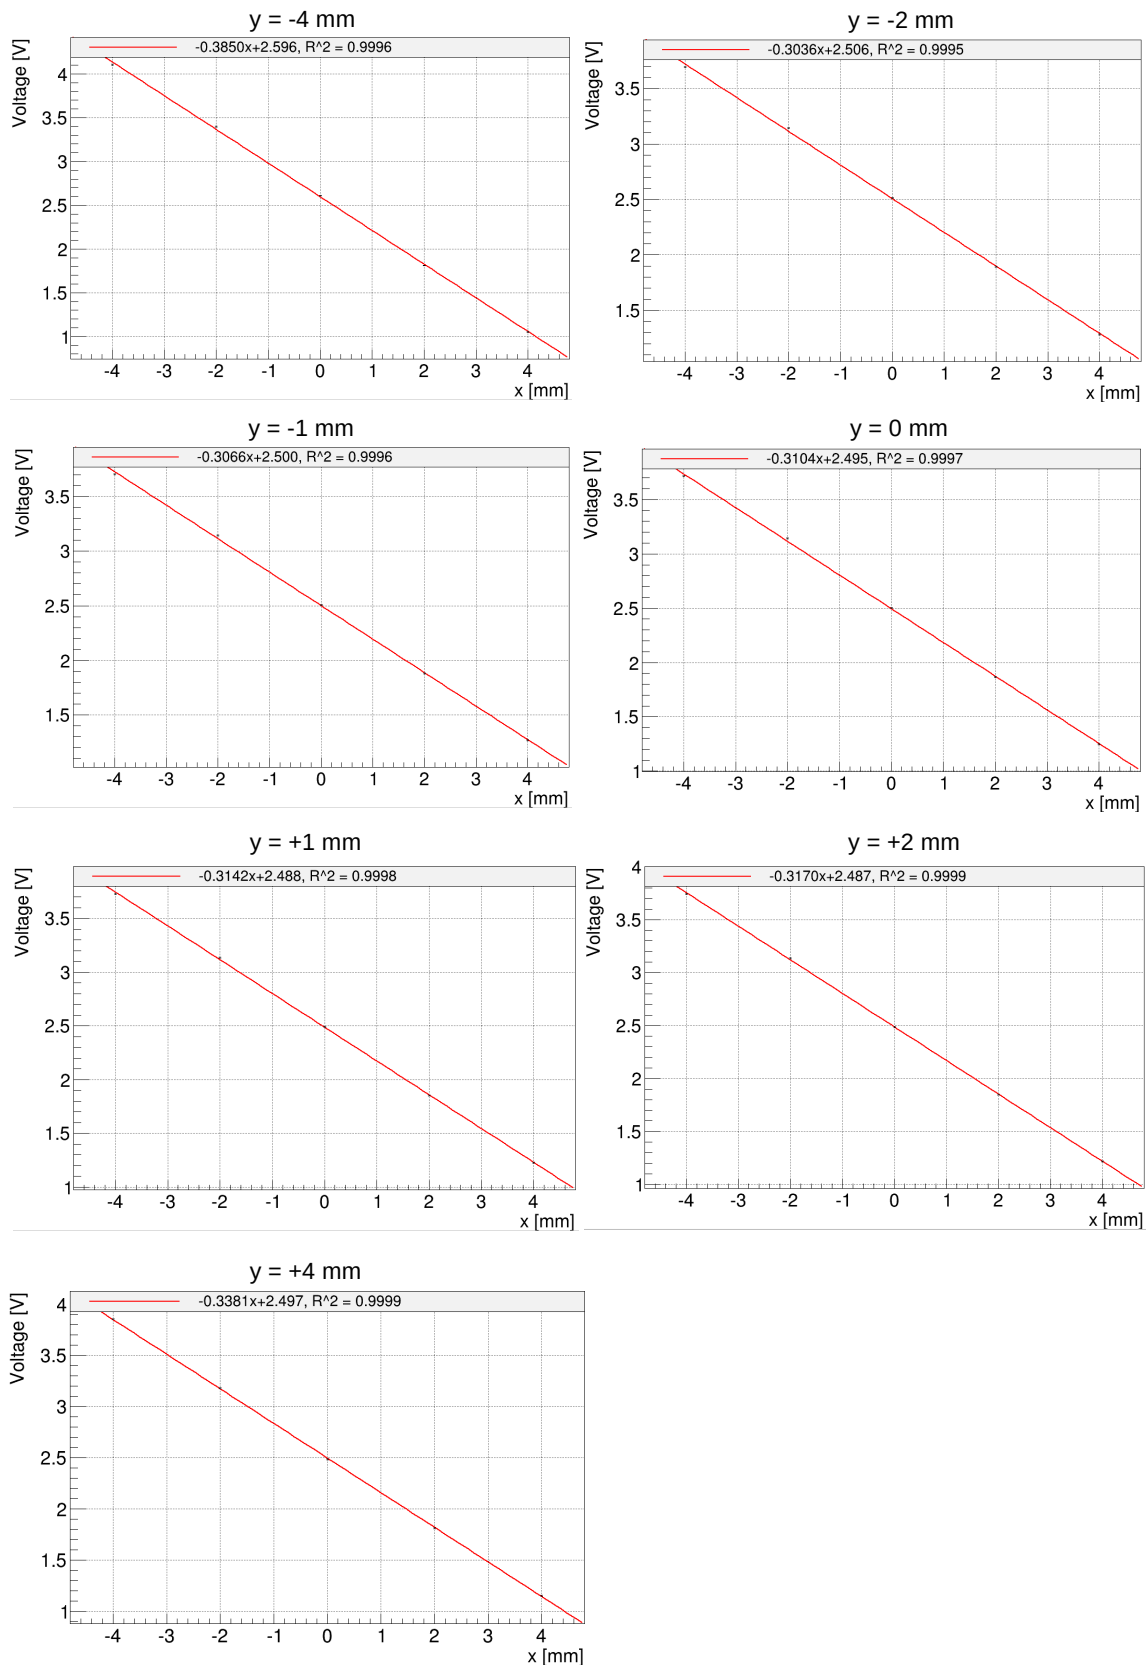 y = -4 mm
-0.3850x+2.596, R^2 = 0.9996
Voltage [V]
4
3.5
3
2.5
2
1.5
1
-4 -3 -2 -1 0 1 2 3 4
x [mm]
y = -2 mm
-0.3036x+2.506, R^2 = 0.9995
Voltage [V]
3.5
3
2.5
2
1.5
-4 -3 -2 -1 0 1 2 3 4
x [mm]
y = -1 mm
-0.3066x+2.500, R^2 = 0.9996
Voltage [V]
3.5
3
2.5
2
1.5
-4 -3 -2 -1 0 1 2 3 4
x [mm]
y = 0 mm
-0.3104x+2.495, R^2 = 0.9997
Voltage [V]
3.5
3
2.5
2
1.5
1
-4 -3 -2 -1 0 1 2 3 4
x [mm]
y = +1 mm
-0.3142x+2.488, R^2 = 0.9998
Voltage [V]
3.5
3
2.5
2
1.5
1
-4 -3 -2 -1 0 1 2 3 4
x [mm]
y = +2 mm
-0.3170x+2.487, R^2 = 0.9999
Voltage [V]
4
3.5
3
2.5
2
1.5
1
-4 -3 -2 -1 0 1 2 3 4
x [mm]
y = +4 mm
-0.3381x+2.497, R^2 = 0.9999
Voltage [V]
4
3.5
3
2.5
2
1.5
1
-4 -3 -2 -1 0 1 2 3 4
x [mm]